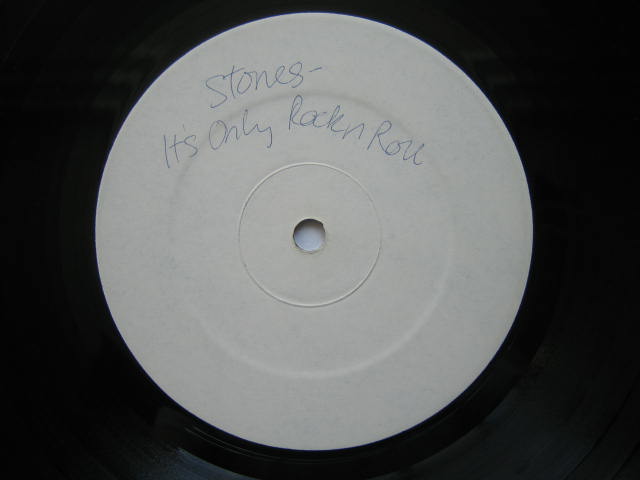 Stones-
It's Only Rock n Roll